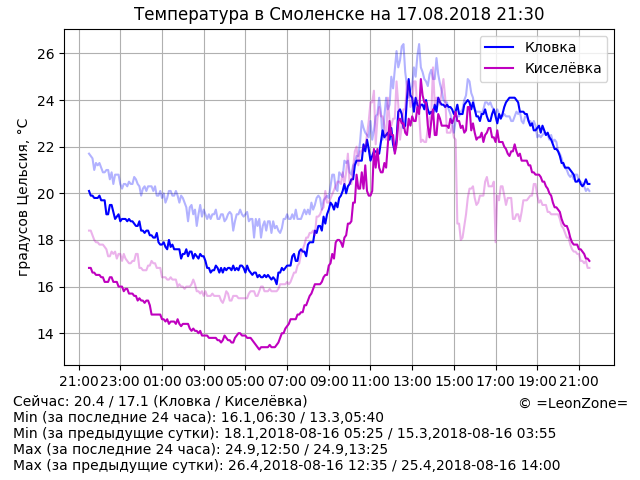 Температура в Смоленске на 17.08.2018 21:30
градусов Цельсия, °C
26
24
22
20
18
16
14
Кловка
Киселёвка
21:00 23:00 01:00 03:00 05:00 07:00 09:00 11:00 13:00 15:00 17:00 19:00 21:00
Сейчас: 20.4 / 17.1 (Кловка / Киселёвка)
© =LeonZone=
Min (за последние 24 часа): 16.1,06:30 / 13.3,05:40
Min (за предыдущие сутки): 18.1,2018-08-16 05:25 / 15.3,2018-08-16 03:55
Max (за последние 24 часа): 24.9,12:50 / 24.9,13:25
Max (за предыдущие сутки): 26.4,2018-08-16 12:35 / 25.4,2018-08-16 14:00